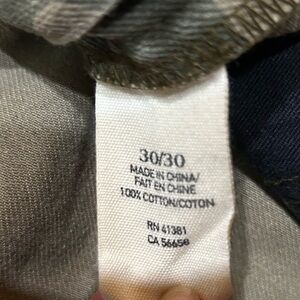 30/30
MADE IN CHINA/
FAIT EN CHINE
100% COTTON/COTON
RN 41381
CA 56658